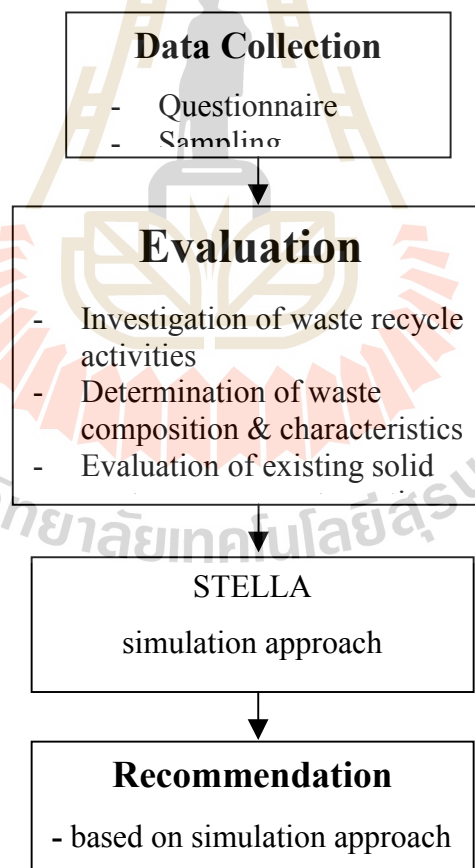 Data Collection
- Questionnaire
- Sampling
Evaluation
- Investigation of waste recycle
activities
- Determination of waste
composition & characteristics
- Evaluation of existing solid
STELLA
simulation approach
Recommendation
- based on simulation approach